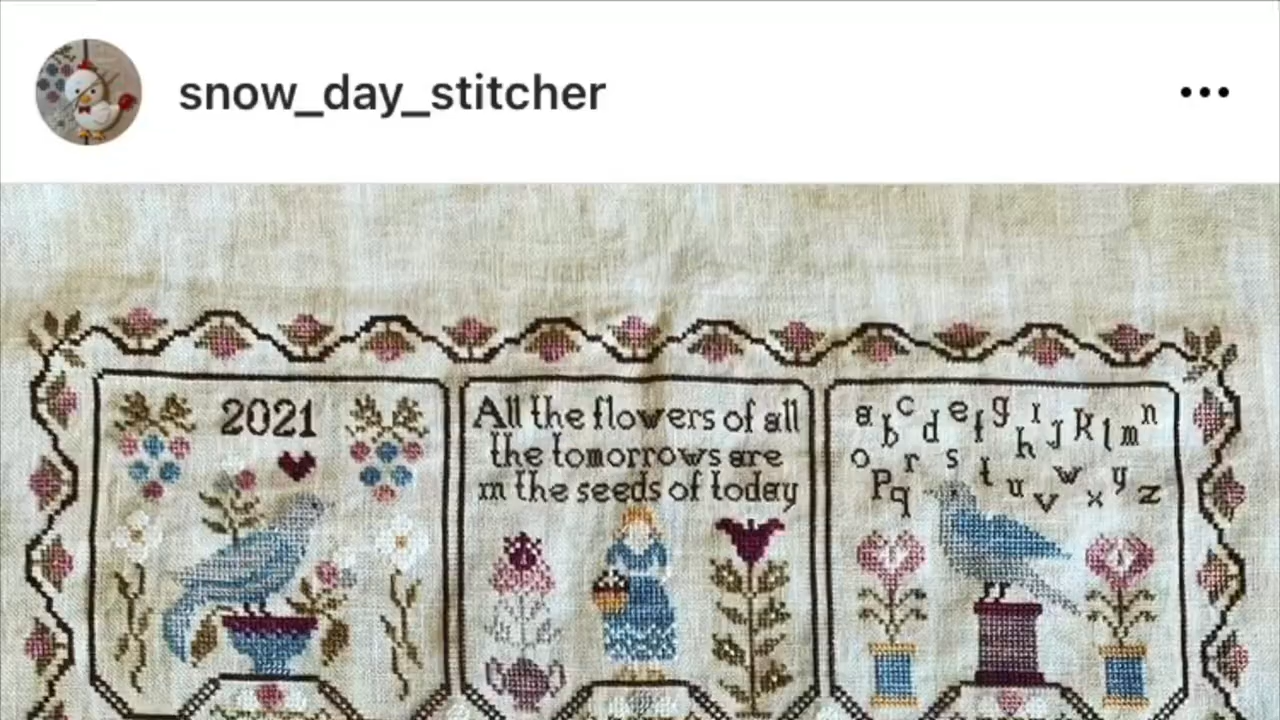 snow_day_stitcher
2021
All the flowers of all
the tomorrows are
in the seeds of today
a b c d e f g h i j k l m n
o p q r s t u v w x y z